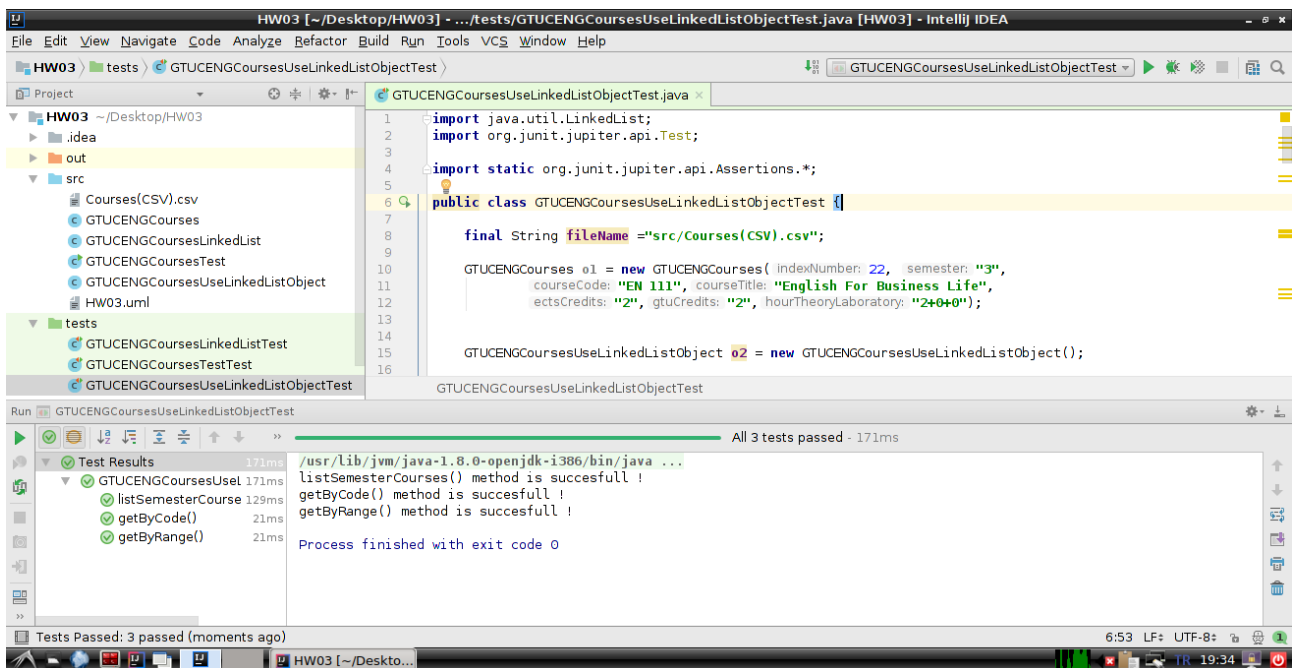 HW03 [~/Desktop/HW03] - .../tests/GTUCENGCoursesUseLinkedListObjectTest.java [HW03] - IntelliJ IDEA
File Edit View Navigate Code Analyze Refactor Build Run Tools VCS Window Help
HW03 tests GTUCENGCoursesUseLinkedListObjectTest GTUCENGCoursesUseLinkedListObjectTest
Project
GTUCENGCoursesUseLinkedListObjectTest.java
HW03 ~/Desktop/HW03
.idea
out
src
Courses(CSV).csv
GTUCENGCourses
GTUCENGCoursesLinkedList
GTUCENGCoursesTest
GTUCENGCoursesUseLinkedListObject
HW03.uml
tests
GTUCENGCoursesLinkedListTest
GTUCENGCoursesTestTest
GTUCENGCoursesUseLinkedListObjectTest
1 import java.util.LinkedList;
2 import org.junit.jupiter.api.Test;
3
4 import static org.junit.jupiter.api.Assertions.*;
5
6 public class GTUCENGCoursesUseLinkedListObjectTest {
7
8 final String fileName ="src/Courses(CSV).csv";
9
10 GTUCENGCourses o1 = new GTUCENGCourses( indexNumber: 22, semester: "3",
11 courseCode: "EN 111", courseTitle: "English For Business Life",
12 ectsCredits: "2", gtuCredits: "2", hourTheoryLaboratory: "2+0+0");
13
14
15 GTUCENGCoursesUseLinkedListObject o2 = new GTUCENGCoursesUseLinkedListObject();
16
GTUCENGCoursesUseLinkedListObjectTest
Run GTUCENGCoursesUseLinkedListObjectTest
All 3 tests passed - 171ms
Test Results 171ms
GTUCENGCoursesUseL 171ms
listSemesterCourse 129ms
getByCode() 21ms
getByRange() 21ms
/usr/lib/jvm/java-1.8.0-openjdk-i386/bin/java ...
listSemesterCourses() method is succesfull !
getByCode() method is succesfull !
getByRange() method is succesfull !
Process finished with exit code 0
Tests Passed: 3 passed (moments ago) 6:53 LF÷ UTF-8÷ 1
HW03 [~/Deskto... TR 19:34